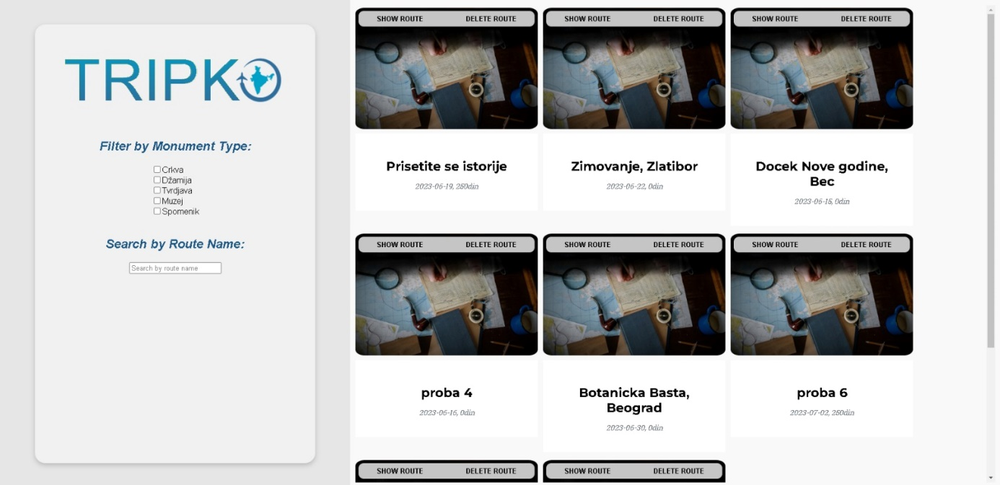 TRIPKO
Filter by Monument Type:
Crkva
Džamija
Tvrdjava
Muzej
Spomenik
Search by Route Name:
Search by route name
SHOW ROUTE DELETE ROUTE
Prisetite se istorije
2023-06-19, 250din
SHOW ROUTE DELETE ROUTE
Zimovanje, Zlatibor
2023-06-22, 0din
SHOW ROUTE DELETE ROUTE
Docek Nove godine,
Bec
2023-06-15, 0din
SHOW ROUTE DELETE ROUTE
proba 4
2023-06-16, 0din
SHOW ROUTE DELETE ROUTE
Botanicka Basta,
Beograd
2023-06-30, 0din
SHOW ROUTE DELETE ROUTE
proba 6
2023-07-02, 250din
SHOW ROUTE DELETE ROUTE
SHOW ROUTE DELETE ROUTE